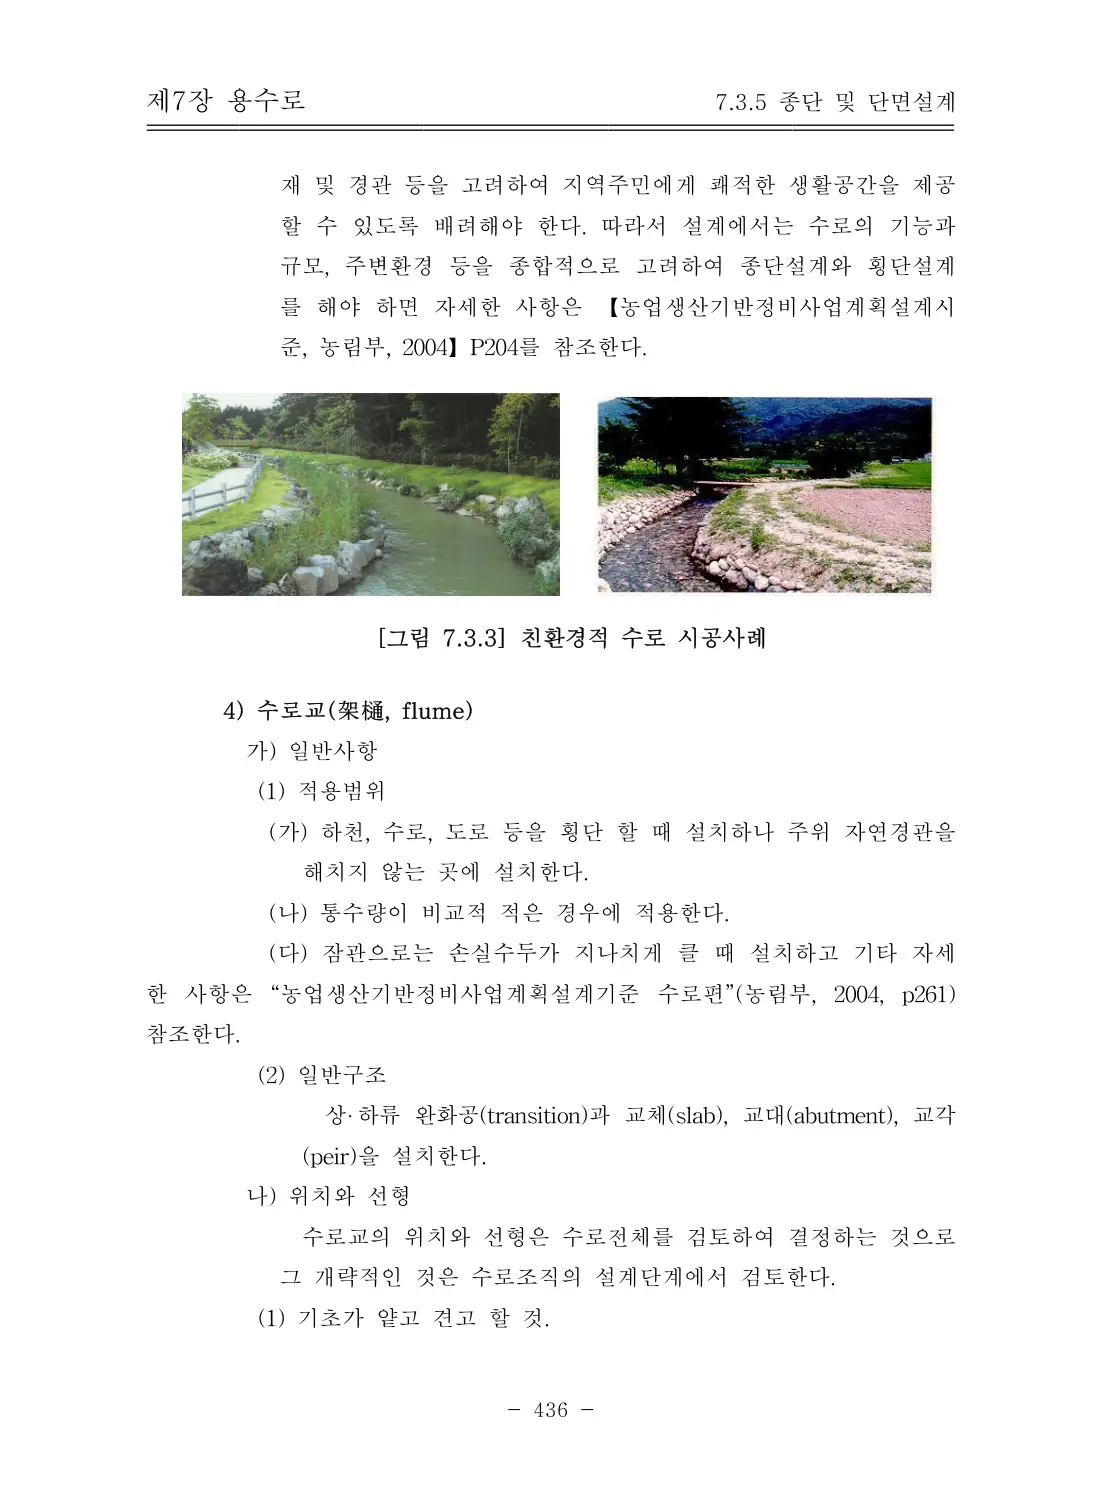 제7장 용수로
7.3.5 종단 및 단면설계
재 및 경관 등을 고려하여 지역주민에게 쾌적한 생활공간을 제공
할 수 있도록 배려해야 한다. 따라서 설계에서는 수로의 기능과
규모, 주변환경 등을 종합적으로 고려하여 종단설계와 횡단설계
를 해야 하면 자세한 사항은 【농업생산기반정비사업계획설계시
준, 농림부, 2004】P204를 참조한다.
[그림 7.3.3] 친환경적 수로 시공사례
4) 수로교(架樋, flume)
가) 일반사항
(1) 적용범위
(가) 하천, 수로, 도로 등을 횡단 할 때 설치하나 주위 자연경관을
해치지 않는 곳에 설치한다.
(나) 통수량이 비교적 적은 경우에 적용한다.
(다) 잠관으로는 손실수두가 지나치게 클 때 설치하고 기타 자세
한 사항은 “농업생산기반정비사업계획설계기준 수로편”(농림부, 2004, p261)
참조한다.
(2) 일반구조
상·하류 완화공(transition)과 교체(slab), 교대(abutment), 교각
(peir)을 설치한다.
나) 위치와 선형
수로교의 위치와 선형은 수로전체를 검토하여 결정하는 것으로
그 개략적인 것은 수로조직의 설계단계에서 검토한다.
(1) 기초가 얕고 견고 할 것.
- 436 -